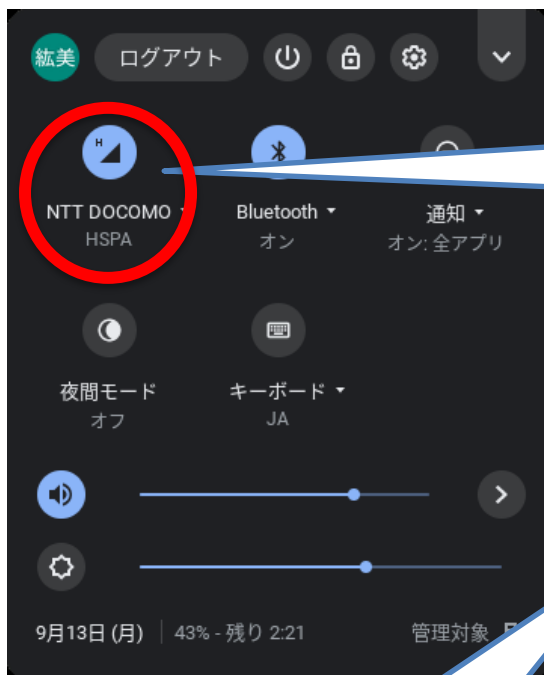 紘美 ログアウト
H
NTT DOCOMO Bluetooth 通知
HSPA オン オン: 全アプリ
夜間モード キーボード
オフ JA
9月13日 (月) 43% - 残り 2:21 管理対象